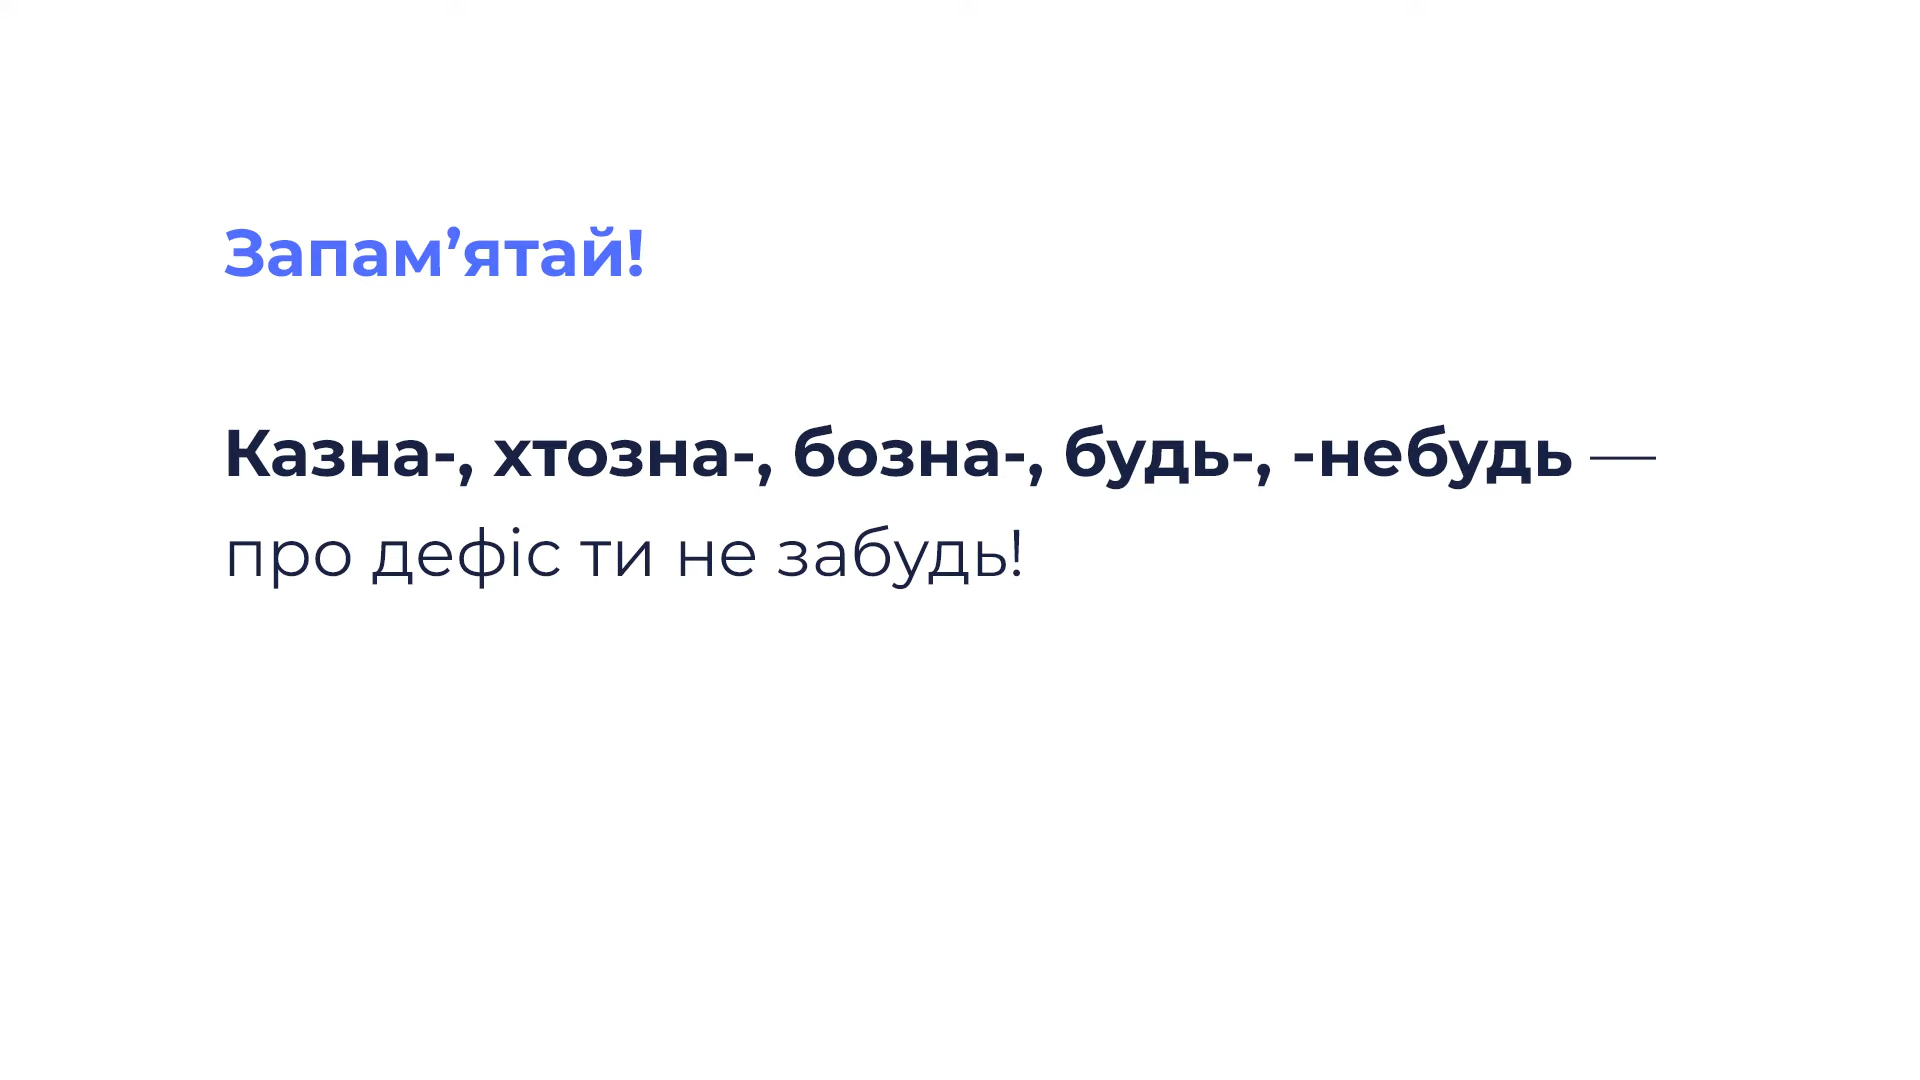 Запам’ятай!
Казна-, хтозна-, бозна-, будь-, -небудь —
про дефіс ти не забудь!